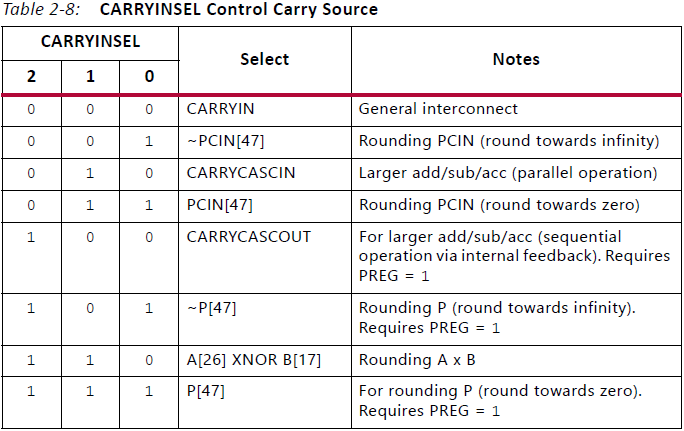 Table 2-8: CARRYINSEL Control Carry Source
CARRYINSEL Select Notes
2 1 0
0 0 0 CARRYIN General interconnect
0 0 1 ~PCIN[47] Rounding PCIN (round towards infinity)
0 1 0 CARRYCASCIN Larger add/sub/acc (parallel operation)
0 1 1 PCIN[47] Rounding PCIN (round towards zero)
1 0 0 CARRYCASCOUT For larger add/sub/acc (sequential
operation via internal feedback). Requires
PREG = 1
1 0 1 ~P[47] Rounding P (round towards infinity).
Requires PREG = 1
1 1 0 A[26] XNOR B[17] Rounding A x B
1 1 1 P[47] For rounding P (round towards zero).
Requires PREG = 1